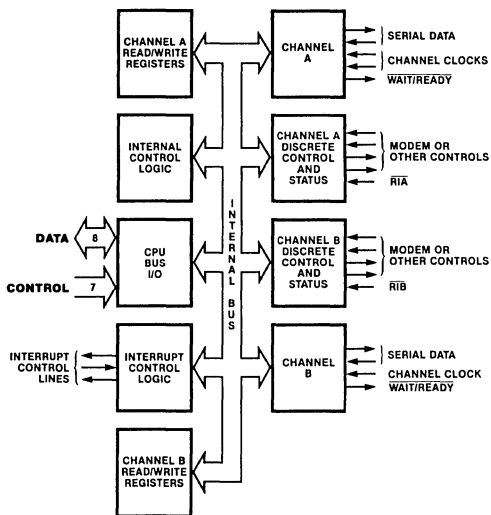 CHANNEL A
READ/WRITE
REGISTERS
CHANNEL
A
SERIAL DATA
CHANNEL CLOCKS
WAIT/READY
INTERNAL
CONTROL
LOGIC
CHANNEL A
DISCRETE
CONTROL
AND
STATUS
MODEM OR
OTHER CONTROLS
RIA
INTERNAL BUS
DATA
8
CONTROL
7
CPU
BUS
I/O
CHANNEL B
DISCRETE
CONTROL
AND
STATUS
MODEM OR
OTHER CONTROLS
RIB
INTERRUPT
CONTROL
LINES
INTERRUPT
CONTROL
LOGIC
CHANNEL
B
SERIAL DATA
CHANNEL CLOCK
WAIT/READY
CHANNEL B
READ/WRITE
REGISTERS